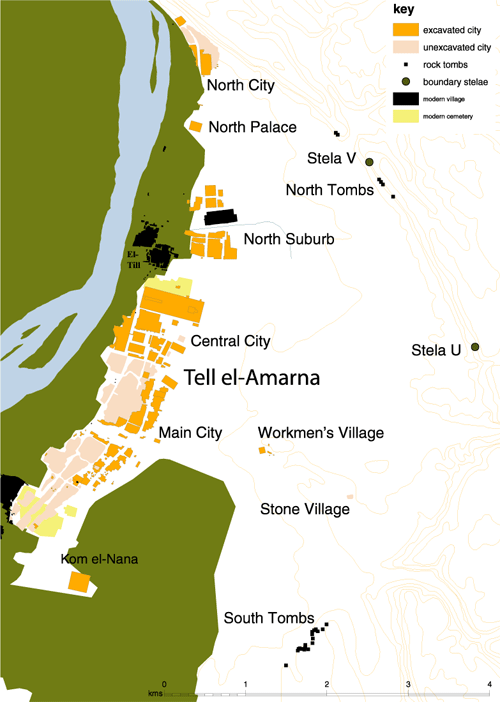 key
excavated city
unexcavated city
rock tombs
boundary stelae
modern village
modern cemetery
North City
North Palace
Stela V
North Tombs
North Suburb
El-
Till
Central City
Stela U
Tell el-Amarna
Main City
Workmen's Village
Stone Village
Kom el-Nana
South Tombs
0 1 2 3 4
kms